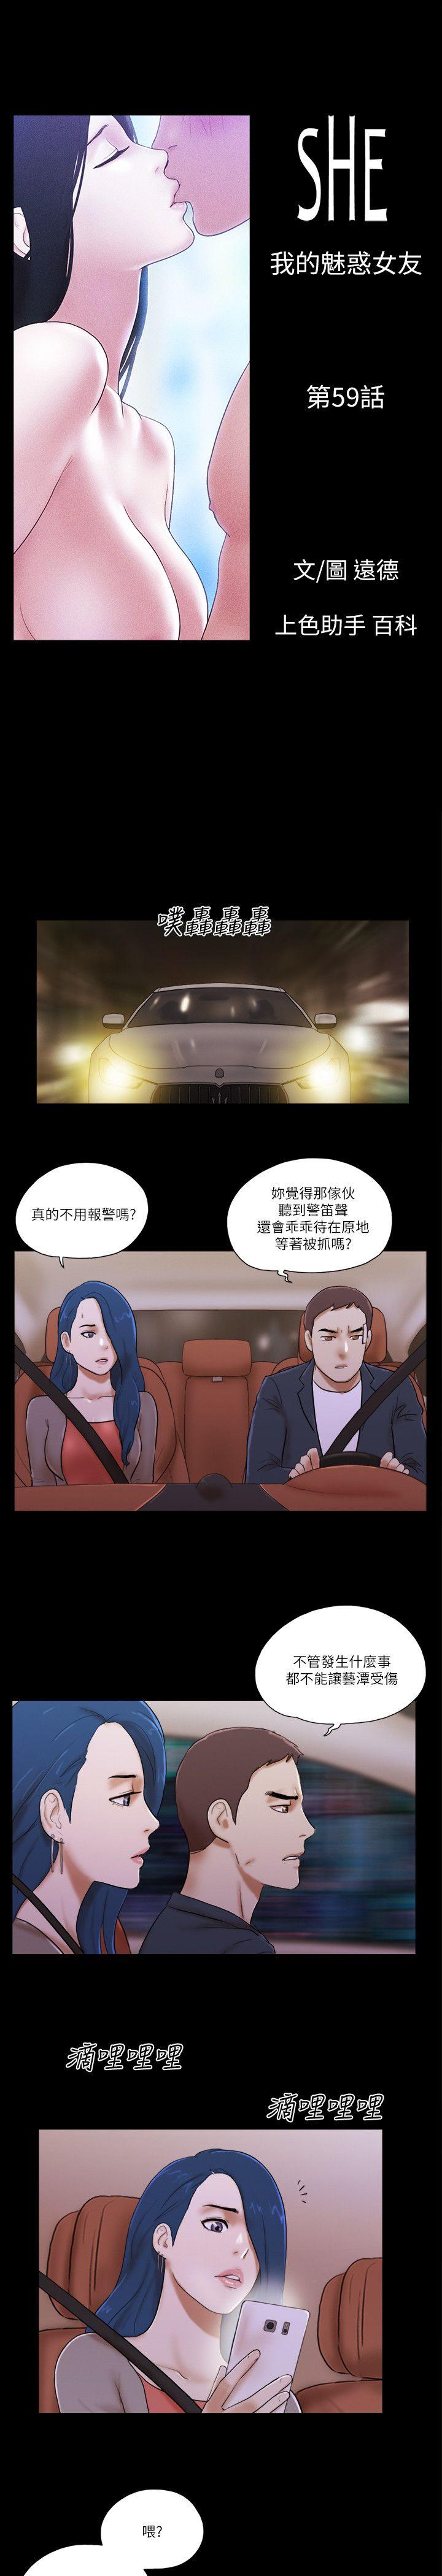 SHE
我的魅惑女友
第59話
文/圖 遠德
上色助手 百科
噗轟轟轟
真的不用報警嗎?
妳覺得那傢伙
聽到警笛聲
還會乖乖待在原地
等著被抓嗎?
不管發生什麼事
都不能讓藝潭受傷
滴哩哩哩
滴哩哩哩
喂?